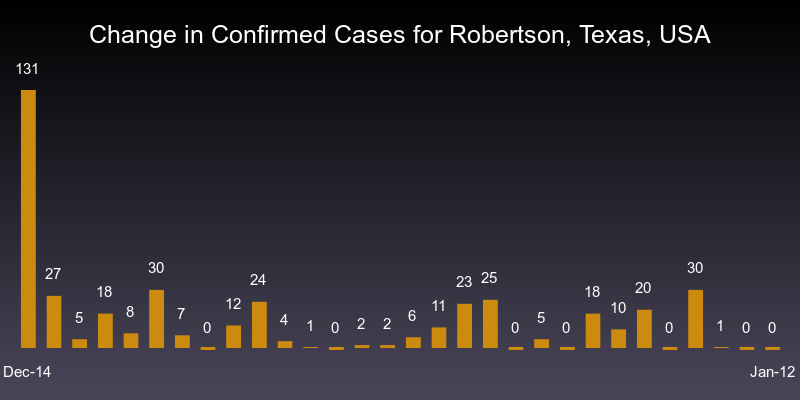 Change in Confirmed Cases for Robertson, Texas, USA
131 27 5 18 8 30 7 0 12 24 4 1 0 2 2 6 11 23 25 0 5 0 18 10 20 0 30 1 0 0
Dec-14 Jan-12